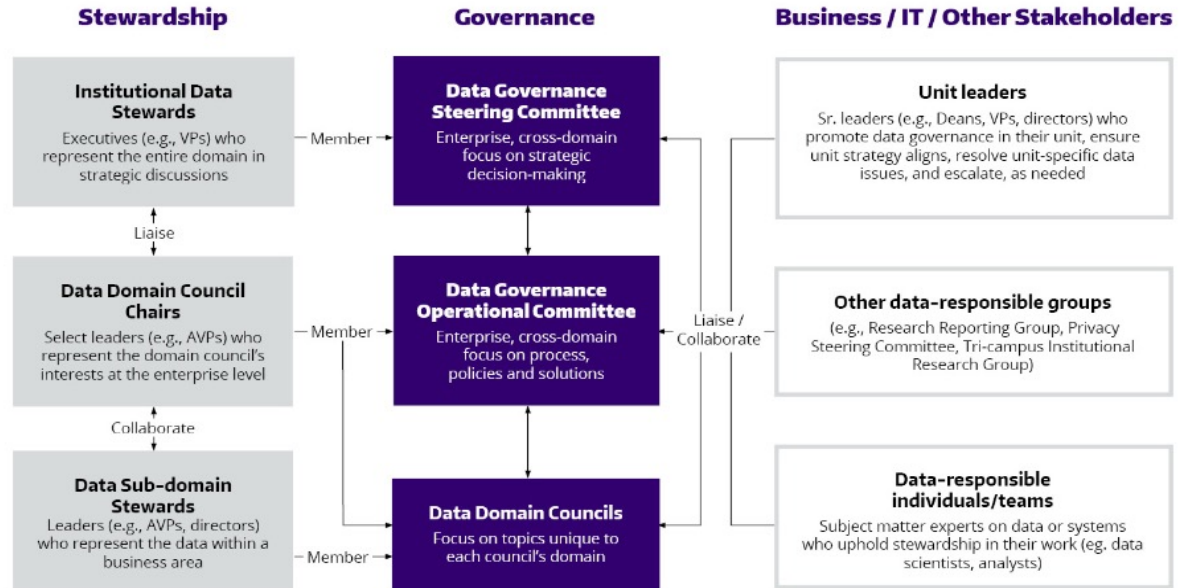 Stewardship
Governance
Business / IT / Other Stakeholders
Institutional Data
Stewards
Executives (e.g., VPs) who
represent the entire domain in
strategic discussions
Member
Data Governance
Steering Committee
Enterprise, cross-domain
focus on strategic
decision-making
Unit leaders
Sr. leaders (e.g., Deans, VPs, directors) who
promote data governance in their unit, ensure
unit strategy aligns, resolve unit-specific data
issues, and escalate, as needed
Liaise
Data Domain Council
Chairs
Select leaders (e.g., AVPs) who
represent the domain council's
interests at the enterprise level
Member
Data Governance
Operational Committee
Enterprise, cross-domain
focus on process,
policies and solutions
Liaise /
Collaborate
Other data-responsible groups
(e.g., Research Reporting Group, Privacy
Steering Committee, Tri-campus Institutional
Research Group)
Collaborate
Data Sub-domain
Stewards
Leaders (e.g., AVPs, directors)
who represent the data within a
business area
Member
Data Domain Councils
Focus on topics unique to
each council's domain
Data-responsible
individuals/teams
Subject matter experts on data or systems
who uphold stewardship in their work (eg. data
scientists, analysts)